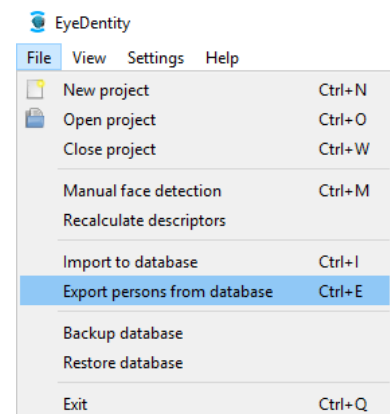 EyeDentity
File View Settings Help
New project Ctrl+N
Open project Ctrl+O
Close project Ctrl+W
Manual face detection Ctrl+M
Recalculate descriptors
Import to database Ctrl+I
Export persons from database Ctrl+E
Backup database
Restore database
Exit Ctrl+Q